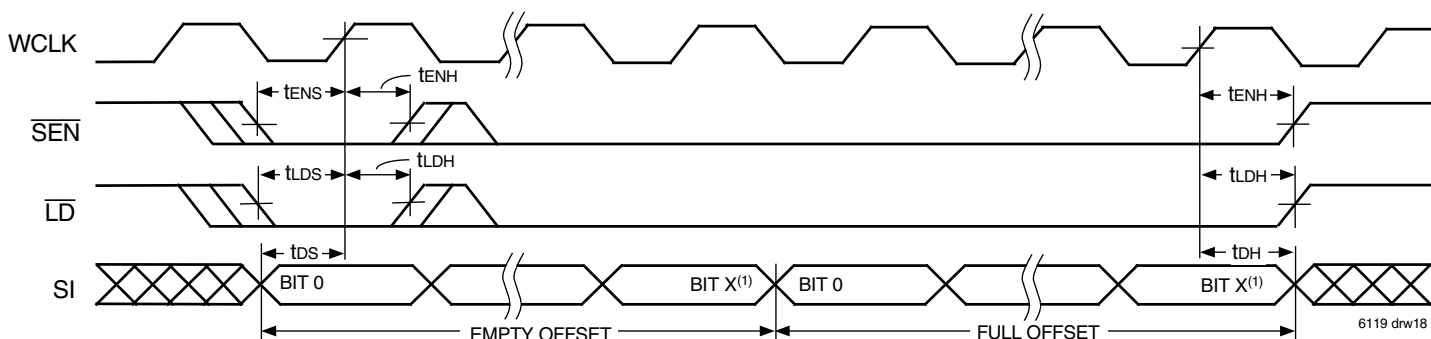 WCLK
tENS
tENH
tENH
SEN
tLDS
tLDH
tLDH
LD
tDS
tDH
SI
BIT 0
BIT X(1)
BIT 0
BIT X(1)
EMPTY OFFSET
FULL OFFSET
6119 drw18